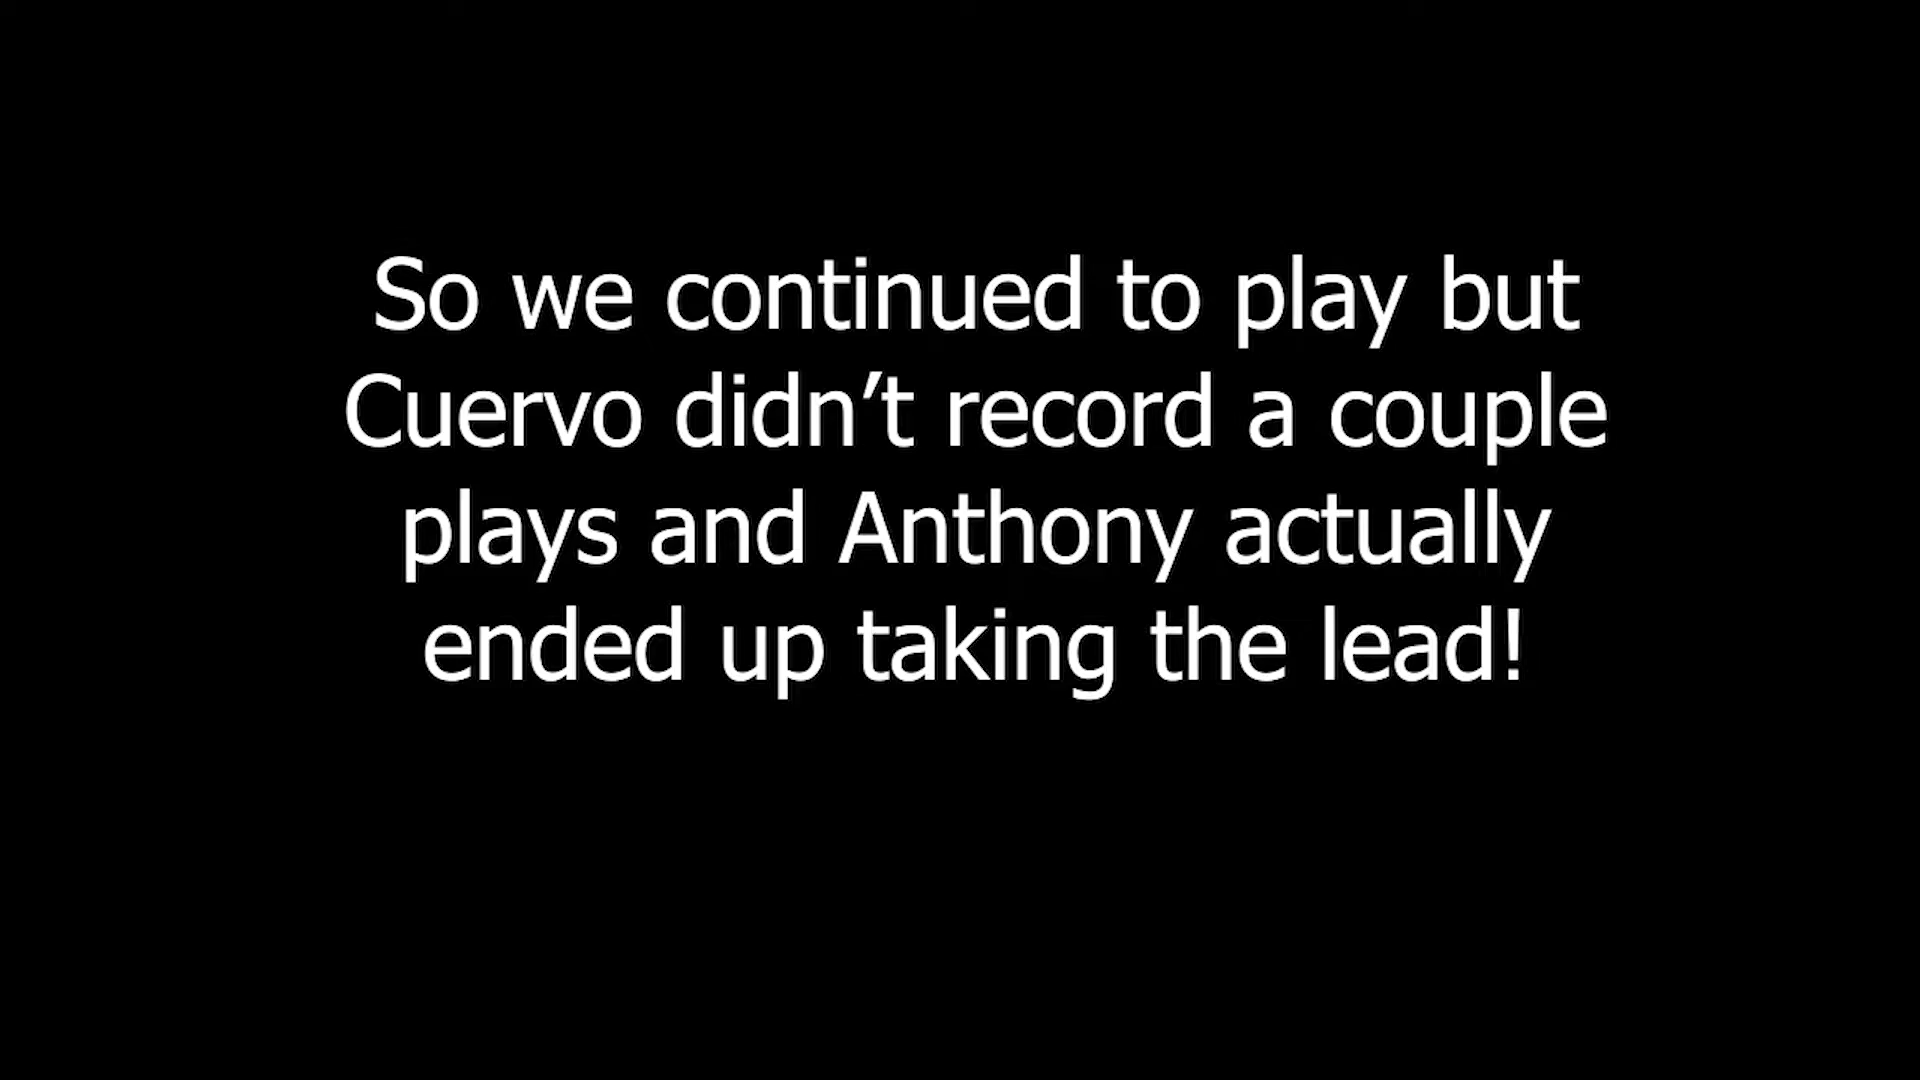 So we continued to play but
Cuervo didn’t record a couple
plays and Anthony actually
ended up taking the lead!